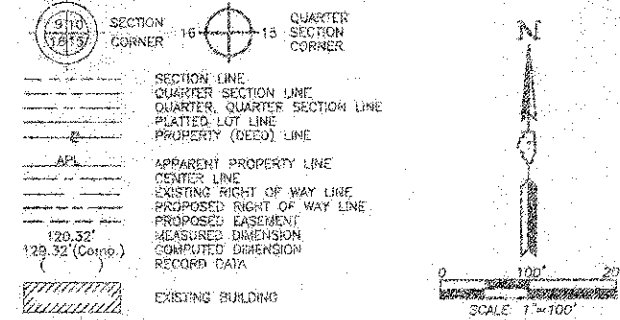 9 10 SECTION
16 15 CORNER
16 15 QUARTER
SECTION
CORNER
N
SECTION LINE
QUARTER SECTION LINE
QUARTER, QUARTER SECTION LINE
PLATTED LOT LINE
PROPERTY (DEED) LINE
APL APPARENT PROPERTY LINE
CENTER LINE
EXISTING RIGHT OF WAY LINE
PROPOSED RIGHT OF WAY LINE
PROPOSED EASEMENT
120.32' MEASURED DIMENSION
129.32'(Comp.) COMPUTED DIMENSION
( ) RECORD DATA
EXISTING BUILDING
0 100' 20
SCALE: 1"=100'